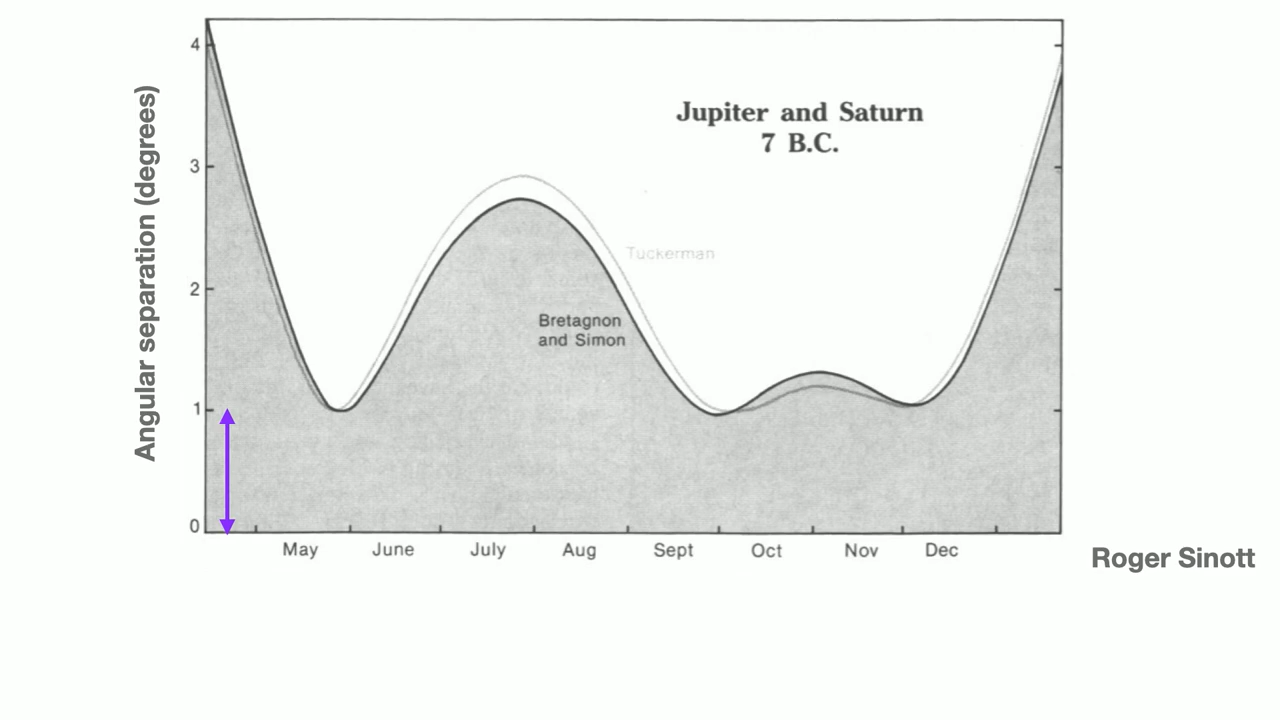 Jupiter and Saturn
7 B.C.
Angular separation (degrees)
4
3
2
1
0
Tuckerman
Bretagnon
and Simon
May June July Aug Sept Oct Nov Dec
Roger Sinott